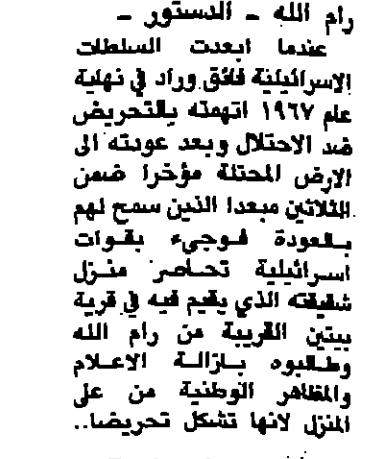 رام الله - الدستور -
عندما ابعدت السلطات
الاسرائيلية فائق وراد في نهاية
عام ١٩٦٧ اتهمته بالتحريض
ضد الاحتلال وبعد عودته الى
الارض المحتلة مؤخرا ضمن
الثلاثين مبعدا الذين سمح لهم
بالعودة فوجيء بقوات
اسرائيلية تحاصر منزل
شقيقته الذي يقيم فيه في قرية
بيتين القريبة من رام الله
وطالبوه بازالة الاعلام
والمظاهر الوطنية من على
المنزل لانها تشكل تحريضا..